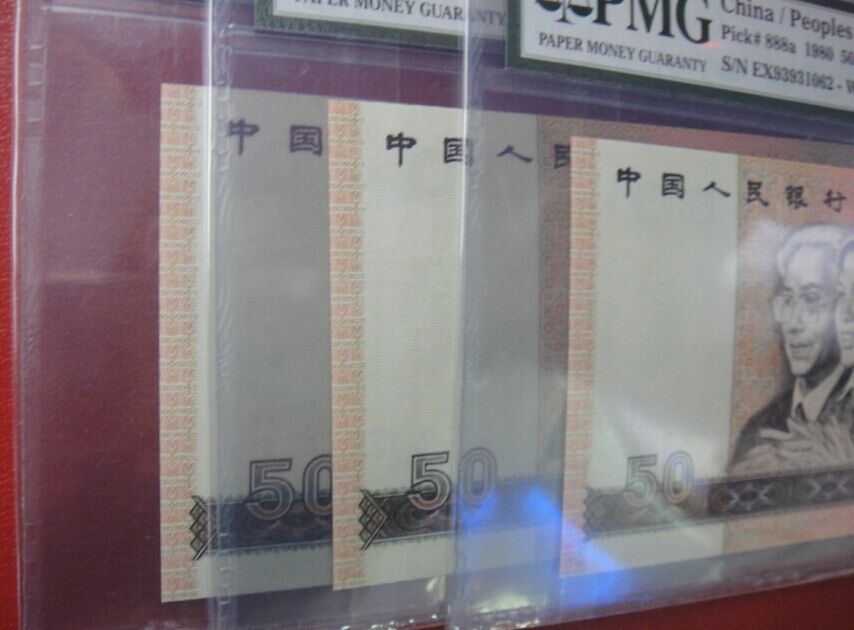 PAPER MONEY GUARANTY
PMG
PAPER MONEY GUARANTY
China / Peoples
Pick# 888a 1980 50
S/N EX93931062 - W
中国
50
中国人民
50
中国人民银行
50